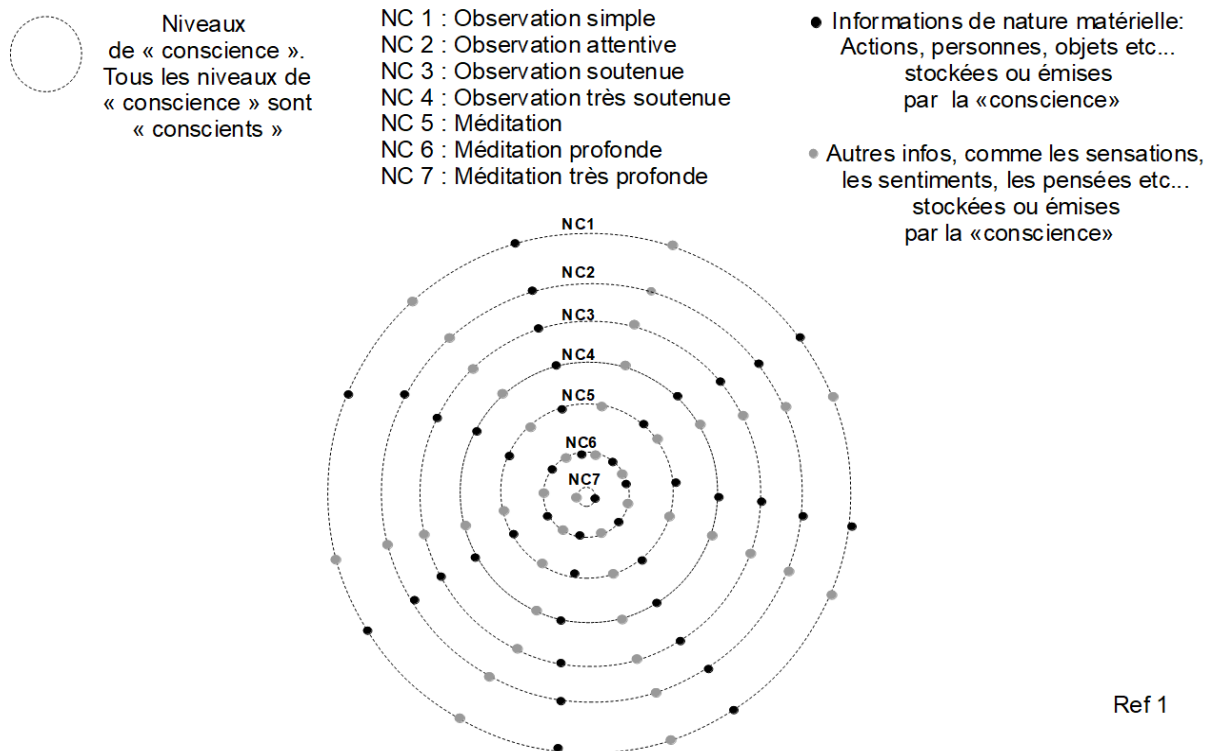 Niveaux
de « conscience ».
Tous les niveaux de
« conscience » sont
« conscients »
NC 1 : Observation simple
NC 2 : Observation attentive
NC 3 : Observation soutenue
NC 4 : Observation très soutenue
NC 5 : Méditation
NC 6 : Méditation profonde
NC 7 : Méditation très profonde
Informations de nature matérielle:
Actions, personnes, objets etc...
stockées ou émises
par la «conscience»
Autres infos, comme les sensations,
les sentiments, les pensées etc...
stockées ou émises
par la «conscience»
NC1
NC2
NC3
NC4
NC5
NC6
NC7
Ref 1